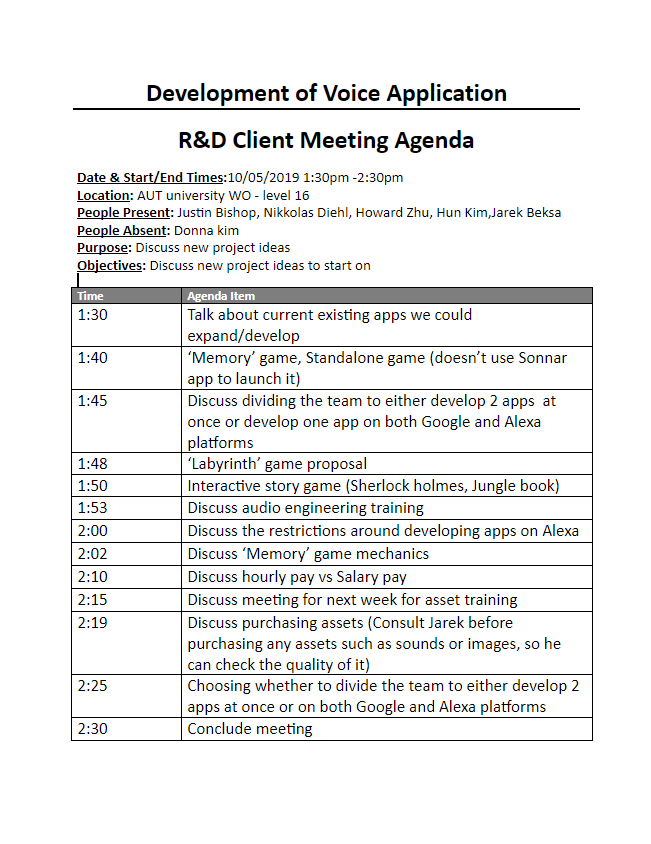 Development of Voice Application
R&D Client Meeting Agenda
Date & Start/End Times:10/05/2019 1:30pm -2:30pm
Location: AUT university WO - level 16
People Present: Justin Bishop, Nikkolas Diehl, Howard Zhu, Hun Kim,Jarek Beksa
People Absent: Donna kim
Purpose: Discuss new project ideas
Objectives: Discuss new project ideas to start on
Time Agenda Item
1:30 Talk about current existing apps we could
expand/develop
1:40 ‘Memory’ game, Standalone game (doesn’t use Sonnar
app to launch it)
1:45 Discuss dividing the team to either develop 2 apps  at
once or develop one app on both Google and Alexa
platforms
1:48 ‘Labyrinth’ game proposal
1:50 Interactive story game (Sherlock holmes, Jungle book)
1:53 Discuss audio engineering training
2:00 Discuss the restrictions around developing apps on Alexa
2:02 Discuss ‘Memory’ game mechanics
2:10 Discuss hourly pay vs Salary pay
2:15 Discuss meeting for next week for asset training
2:19 Discuss purchasing assets (Consult Jarek before
purchasing any assets such as sounds or images, so he
can check the quality of it)
2:25 Choosing whether to divide the team to either develop 2
apps at once or on both Google and Alexa platforms
2:30 Conclude meeting